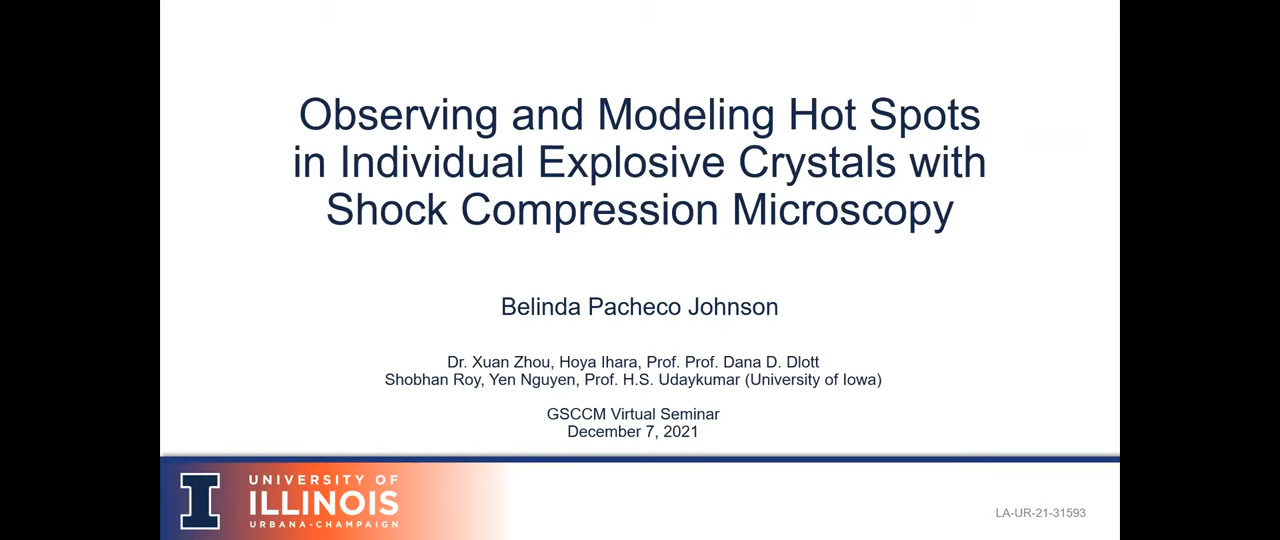 Observing and Modeling Hot Spots
in Individual Explosive Crystals with
Shock Compression Microscopy
Belinda Pacheco Johnson
Dr. Xuan Zhou, Hoya Ihara, Prof. Prof. Dana D. Dlott
Shobhan Roy, Yen Nguyen, Prof. H.S. Udaykumar (University of Iowa)
GSCCM Virtual Seminar
December 7, 2021
I
UNIVERSITY OF
ILLINOIS
URBANA-CHAMPAIGN
LA-UR-21-31593